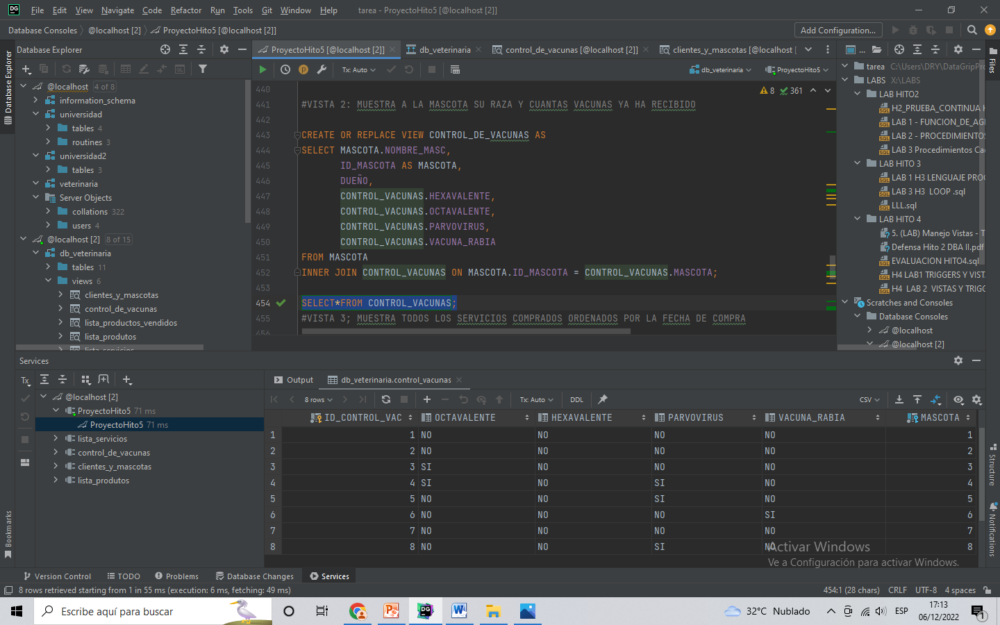 DG File Edit View Navigate Code Refactor Run Tools Git Window Help tarea - ProyectoHito5 [@localhost [2]]
Database Consoles @localhost [2] ProyectoHito5 [@localhost [2]] Add Configuration...
Database Explorer
@localhost 4 of 8
information_schema
universidad
tables 4
routines 3
universidad2
tables 3
veterinaria
Server Objects
collations 322
users 4
@localhost [2] 8 of 15
db_veterinaria
tables 11
views 6
clientes_y_mascotas
control_de_vacunas
lista_productos_vendidos
lista_produtos
lista_servicios
ProyectoHito5 [@localhost [2]] db_veterinaria control_de_vacunas [@localhost [2]] clientes_y_mascotas [@localhost [
Tx: Auto db_veterinaria ProyectoHito5
8 361
440
441 #VISTA 2: MUESTRA A LA MASCOTA SU RAZA Y CUANTAS VACUNAS YA HA RECIBIDO
442
443 CREATE OR REPLACE VIEW CONTROL_DE_VACUNAS AS
444 SELECT MASCOTA.NOMBRE_MASC,
445 ID_MASCOTA AS MASCOTA,
446 DUEÑO,
447 CONTROL_VACUNAS.HEXAVALENTE,
448 CONTROL_VACUNAS.OCTAVALENTE,
449 CONTROL_VACUNAS.PARVOVIRUS,
450 CONTROL_VACUNAS.VACUNA_RABIA
451 FROM MASCOTA
452 INNER JOIN CONTROL_VACUNAS ON MASCOTA.ID_MASCOTA = CONTROL_VACUNAS.MASCOTA;
453
454 SELECT*FROM CONTROL_VACUNAS;
455 #VISTA 3; MUESTRA TODOS LOS SERVICIOS COMPRADOS ORDENADOS POR LA FECHA DE COMPRA
456
tarea C:\Users\DRY\DataGripPro
LABS X:\LABS
LAB HITO2
H2_PRUEBA_CONTINUA H
LAB 1 - FUNCION_DE_AG
LAB 2 - PROCEDIMIENTO
LAB 3 Procedimientos Ca
LAB HITO 3
LAB 1 H3 LENGUAJE PRO
LAB 3 H3 LOOP .sql
LLL.sql
LAB HITO 4
5. (LAB) Manejo Vistas - T
Defensa Hito 2 DBA II.pdf
EVALUACION HITO4.sql
H4 LAB1 TRIGGERS Y VIST
H4 LAB 2 VISTAS Y TRIGG
Scratches and Consoles
Database Consoles
@localhost
@localhost [2]
Files
Structure
Notifications
Bookmarks
Services
Tx
@localhost [2]
ProyectoHito5 71 ms
ProyectoHito5 71 ms
lista_servicios
control_de_vacunas
clientes_y_mascotas
lista_produtos
Output db_veterinaria.control_vacunas
8 rows Tx: Auto DDL CSV
ID_CONTROL_VAC OCTAVALENTE HEXAVALENTE PARVOVIRUS VACUNA_RABIA MASCOTA
1 1 NO NO NO NO 1
2 2 NO NO NO NO 2
3 3 SI NO NO NO 3
4 4 SI NO SI NO 4
5 5 NO NO SI NO 5
6 6 NO NO NO SI 6
7 7 NO NO NO NO 7
8 8 NO NO SI NO 8
Activar Windows
Ve a Configuración para activar Windows.
Version Control TODO Problems Database Changes Services
8 rows retrieved starting from 1 in 55 ms (execution: 6 ms, fetching: 49 ms) 454:1 (28 chars) CRLF UTF-8 4 spaces
Escribe aquí para buscar 32°C Nublado ESP 17:13
06/12/2022 1